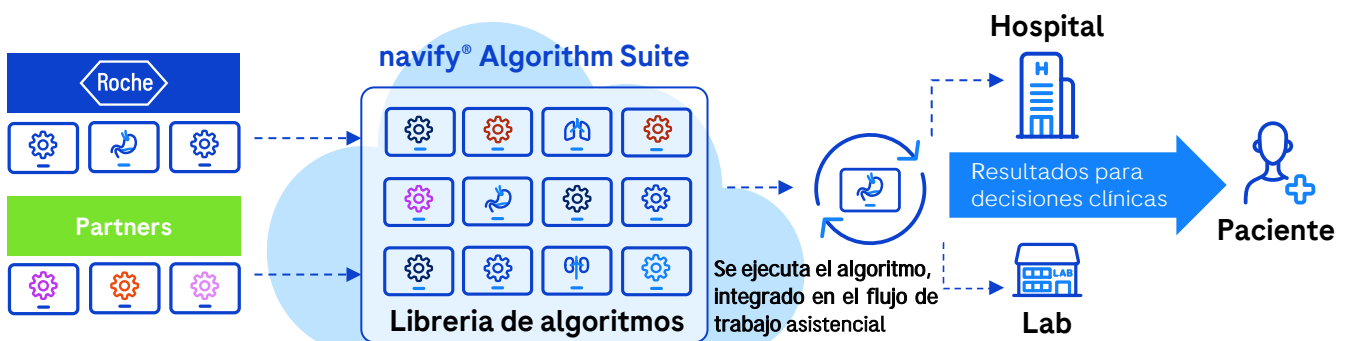 Roche
Partners
navify® Algorithm Suite
Libreria de algoritmos
Se ejecuta el algoritmo,
integrado en el flujo de
trabajo asistencial
Hospital
H
Resultados para
decisiones clínicas
LAB
Lab
Paciente